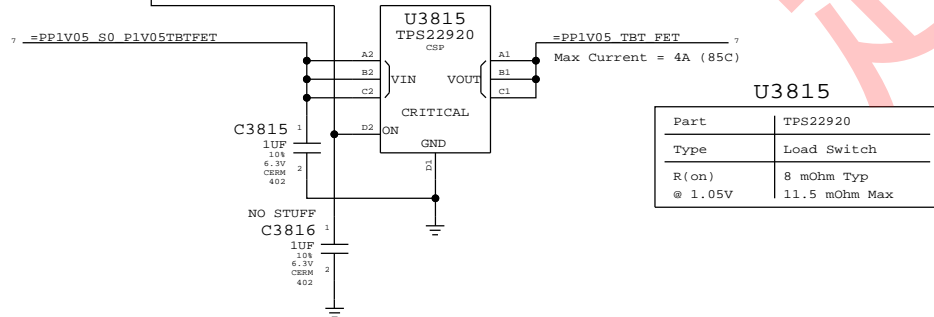 U3815
TPS22920
CSP
7 =PP1V05_S0_P1V05TBTFET
=PP1V05_TBT_FET 7
Max Current = 4A (85C)
A2
B2
C2
VIN
VOUT
A1
B1
C1
CRITICAL
D2 ON
GND
D1
C3815 1
1UF
10%
6.3V
CERM
402
2
NO STUFF
C3816 1
1UF
10%
6.3V
CERM
402
2
U3815
Part TPS22920
Type Load Switch
R(on) 8 mOhm Typ
@ 1.05V 11.5 mOhm Max